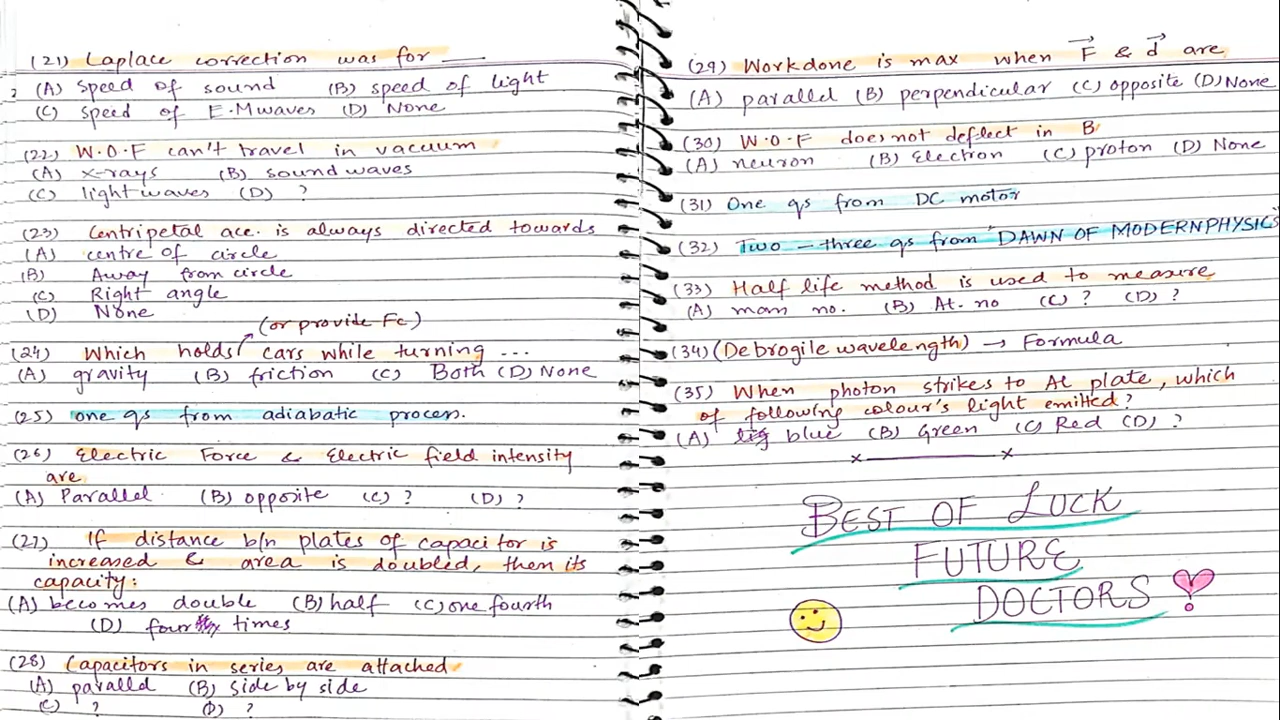 (21) Laplace correction was for ___
(A) Speed of sound (B) speed of light
(C) speed of E.Mwaves (D) None
(22) W.O.F can't travel in vacuum
(A) x-rays (B) sound waves
(C) light waves (D) ?
(23) Centripetal acc. is always directed towards
(A) centre of circle
(B) Away from circle
(C) Right angle
(D) None
(or provide Fc)
(24) Which holds cars while turning ...
(A) gravity (B) friction (C) Both (D) None
(25) one qs from adiabatic process.
(26) Electric Force & Electric field intensity
are
(A) Parallel (B) opposite (C) ? (D) ?
(27) If distance b/n plates of capacitor is
increased & area is doubled, then its
capacity:
(A) becomes double (B) half (C) one fourth
(D) four times
(28) Capacitors in series are attached
(A) paralld (B) side by side
(C) ? (D) ?
(29) Workdone is max when F & d are
(A) paralld (B) perpendicular (C) opposite (D) None
(30) W.O.F does not deflect in B
(A) neuron (B) Electron (C) proton (D) None
(31) One qs from DC motor
(32) Two - three qs from "DAWN OF MODERNPHYSIC"
(33) Half life method is used to measure
(A) mass no. (B) At. no (C) ? (D) ?
(34) (Debrogile wavelength) → Formula
(35) When photon strikes to Al plate, which
of following colour's light emitted?
(A) blue (B) Green (C) Red (D) ?
BEST OF LUCK
FUTURE
DOCTORS